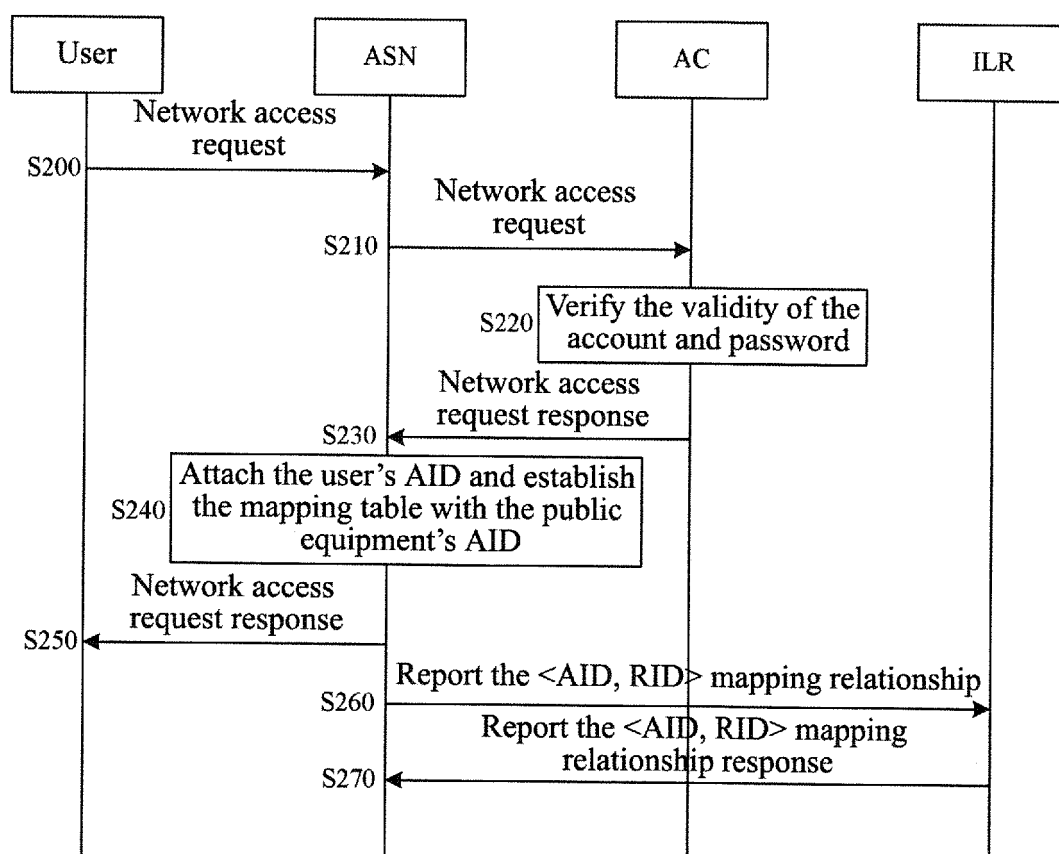 User
ASN
AC
ILR
Network access
request
S200
Network access
request
S210
S220
Verify the validity of the
account and password
Network access
request response
S230
Attach the user's AID and establish
the mapping table with the public
equipment's AID
S240
Network access
request response
S250
Report the <AID, RID> mapping relationship
S260
Report the <AID, RID> mapping
relationship response
S270